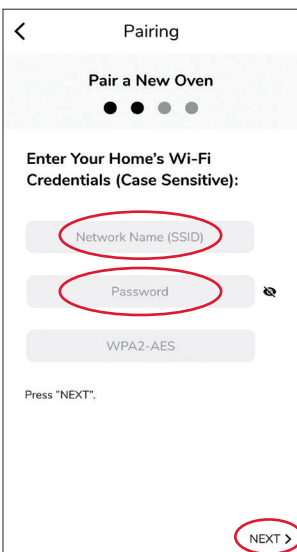 Pairing
Pair a New Oven
Enter Your Home's Wi-Fi
Credentials (Case Sensitive):
Network Name (SSID)
Password
WPA2-AES
Press "NEXT".
NEXT